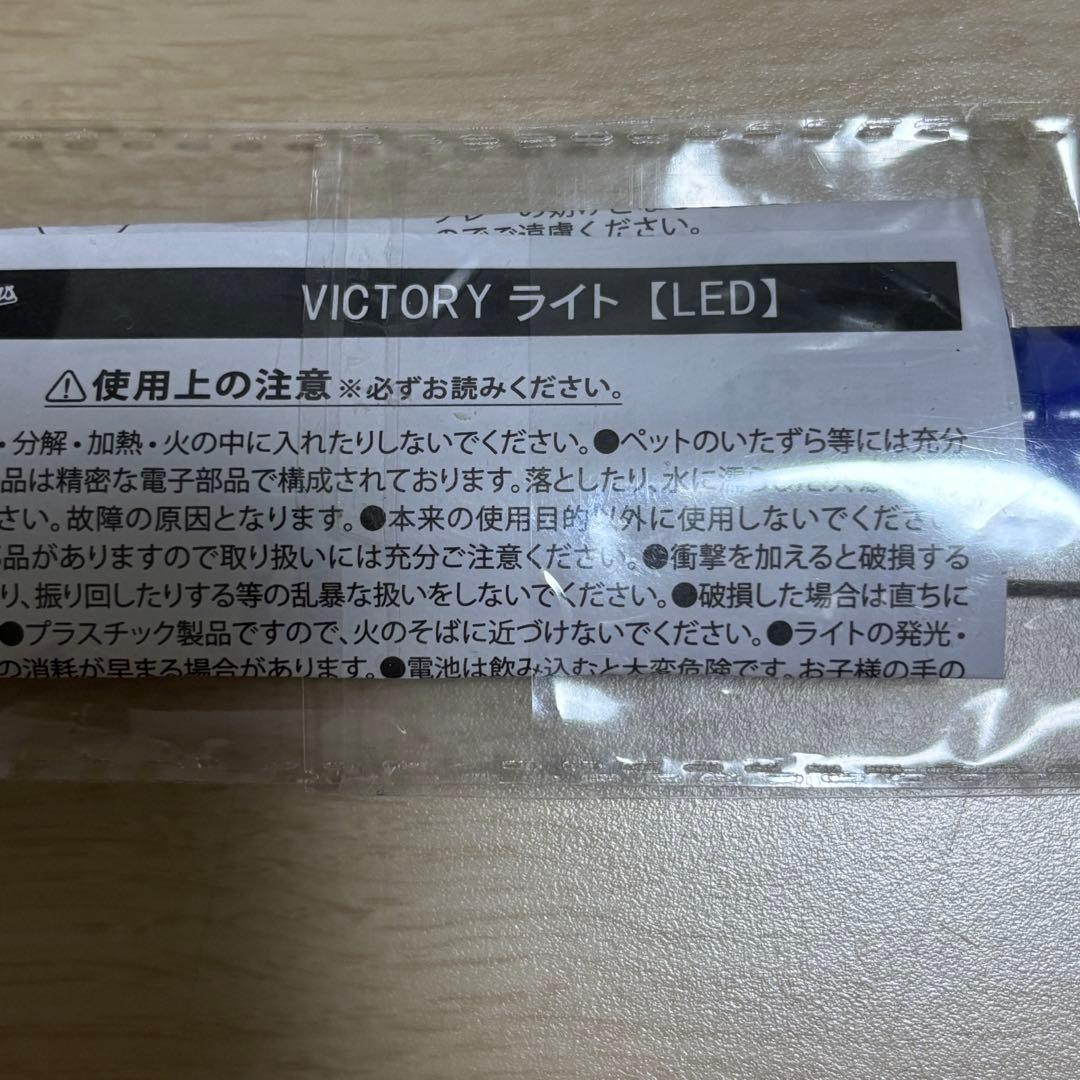 のでご遠慮ください。
VICTORY ライト【LED】
⚠使用上の注意 ※必ずお読みください。
・分解・加熱・火の中に入れたりしないでください。●ペットのいたずら等には充分
品は精密な電子部品で構成されております。落としたり、水に濡
さい。故障の原因となります。●本来の使用目的以外に使用しないでくださ
部品がありますので取り扱いには充分ご注意ください。●衝撃を加えると破損する
り、振り回したりする等の乱暴な扱いをしないでください。●破損した場合は直ちに
●プラスチック製品ですので、火のそばに近づけないでください。●ライトの発光・
の消耗が早まる場合があります。●電池は飲み込むと大変危険です。お子様の手の